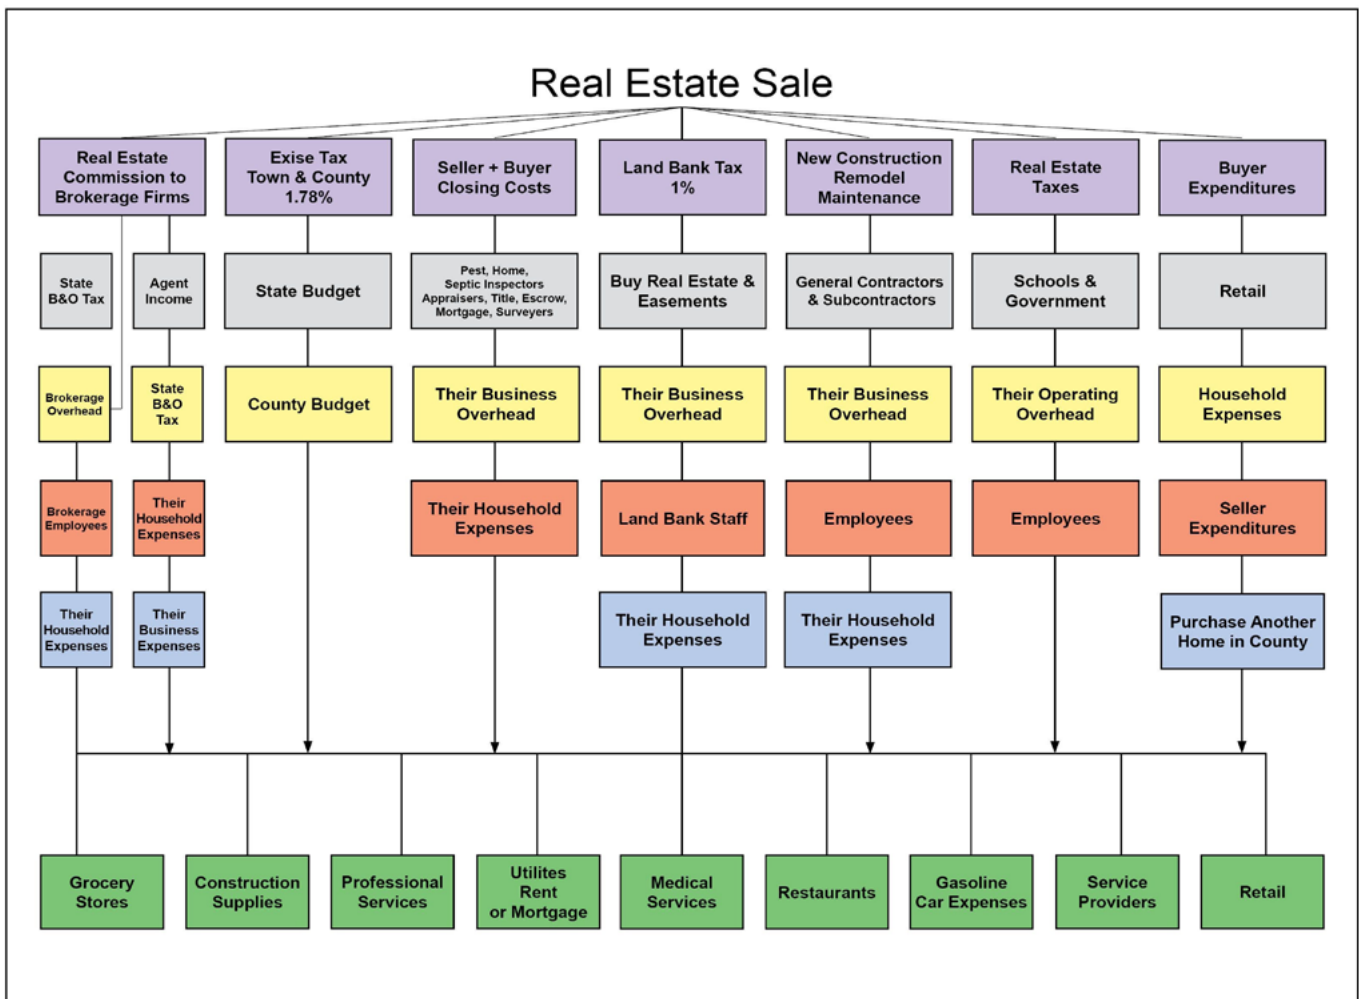 Real Estate Sale
Real Estate
Commission to
Brokerage Firms
Exise Tax
Town & County
1.78%
Seller + Buyer
Closing Costs
Land Bank Tax
1%
New Construction
Remodel
Maintenance
Real Estate
Taxes
Buyer
Expenditures
State
B&O Tax
Agent
Income
State Budget
Pest, Home,
Septic Inspectors
Appraisers, Title, Escrow,
Mortgage, Surveyers
Buy Real Estate &
Easements
General Contractors
& Subcontractors
Schools &
Government
Retail
Brokerage
Overhead
State
B&O
Tax
County Budget
Their Business
Overhead
Their Business
Overhead
Their Business
Overhead
Their Operating
Overhead
Household
Expenses
Brokerage
Employees
Their
Household
Expenses
Their Household
Expenses
Land Bank Staff
Employees
Employees
Seller
Expenditures
Their
Household
Expenses
Their
Business
Expenses
Their Household
Expenses
Their Household
Expenses
Purchase Another
Home in County
Grocery
Stores
Construction
Supplies
Professional
Services
Utilites
Rent
or Mortgage
Medical
Services
Restaurants
Gasoline
Car Expenses
Service
Providers
Retail